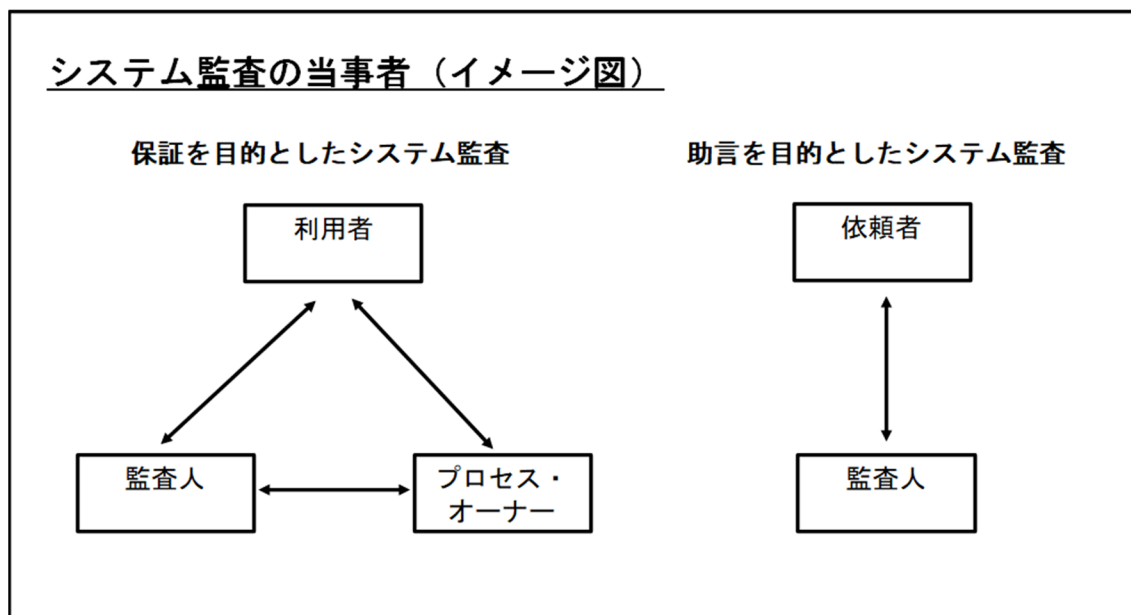 システム監査の当事者（イメージ図）
保証を目的としたシステム監査
利用者
監査人
プロセス・
オーナー
助言を目的としたシステム監査
依頼者
監査人